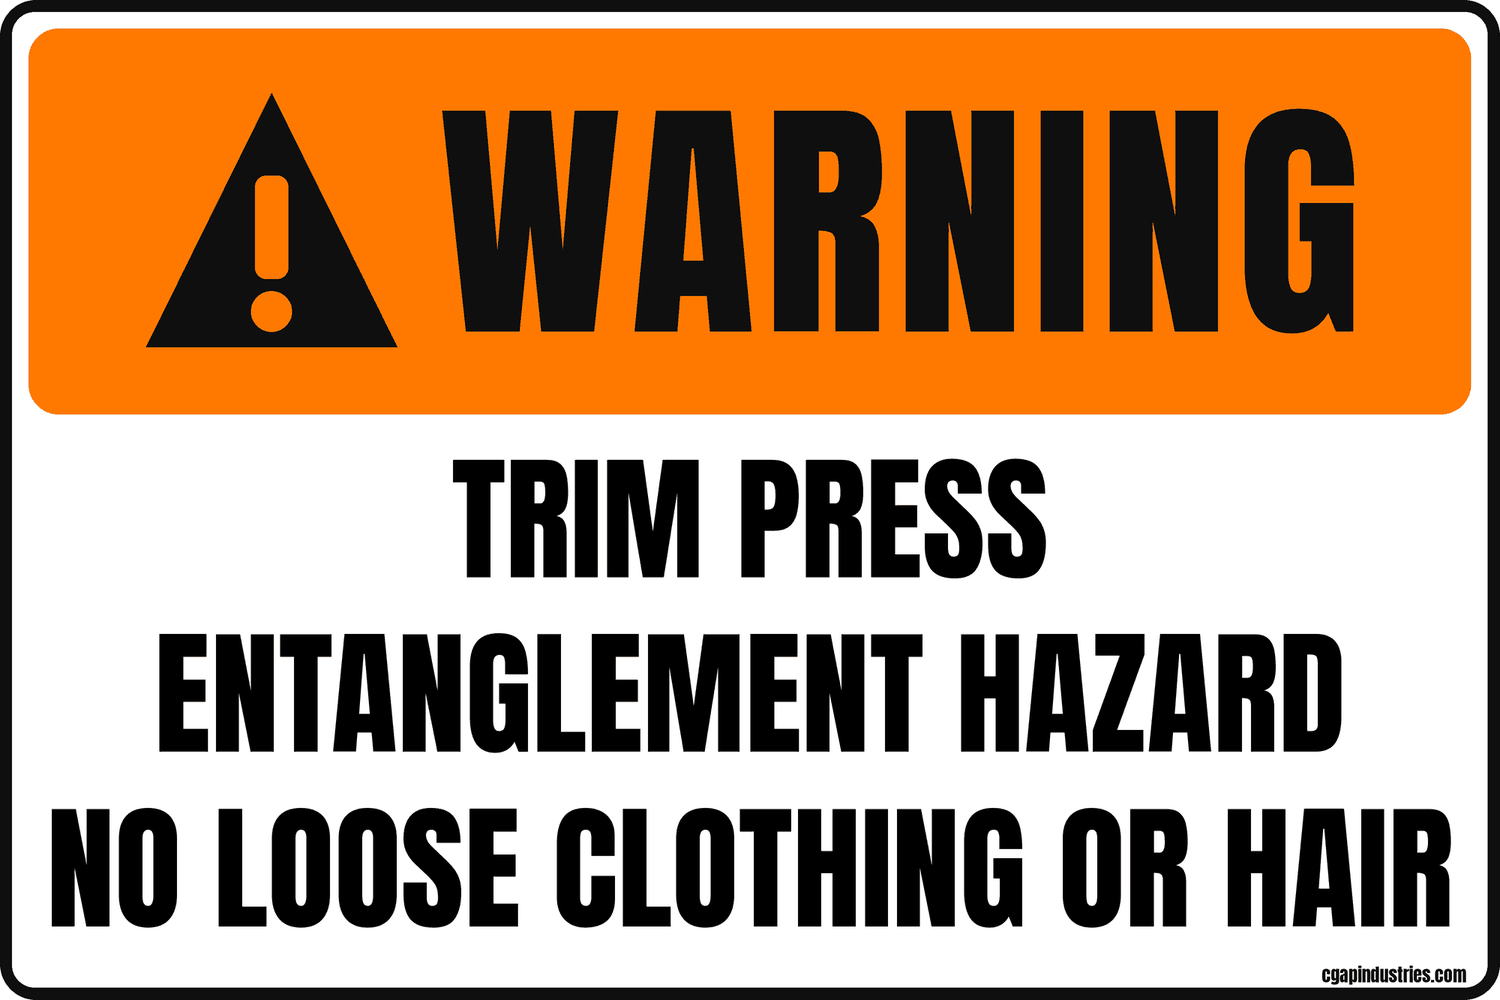 WARNING
TRIM PRESS
ENTANGLEMENT HAZARD
NO LOOSE CLOTHING OR HAIR
cgapindustries.com